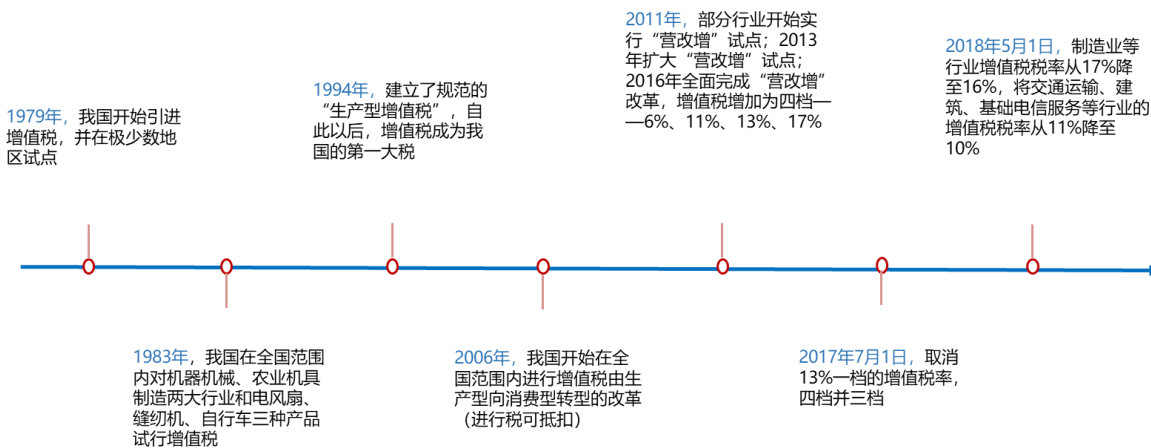 1979年，我国开始引进
增值税，并在极少数地
区试点
1994年，建立了规范的
“生产型增值税”，自
此以后，增值税成为我
国的第一大税
2011年，部分行业开始实
行“营改增”试点；2013
年扩大“营改增”试点；
2016年全面完成“营改增”
改革，增值税增加为四档—
—6%、11%、13%、17%
2018年5月1日，制造业等
行业增值税税率从17%降
至16%，将交通运输、建
筑、基础电信服务等行业的
增值税税率从11%降至
10%
1983年，我国在全国范围
内对机器机械、农业机具
制造两大行业和电风扇、
缝纫机、自行车三种产品
试行增值税
2006年，我国开始在全
国范围内进行增值税由生
产型向消费型转型的改革
（进行税可抵扣）
2017年7月1日，取消
13%一档的增值税率，
四档并三档